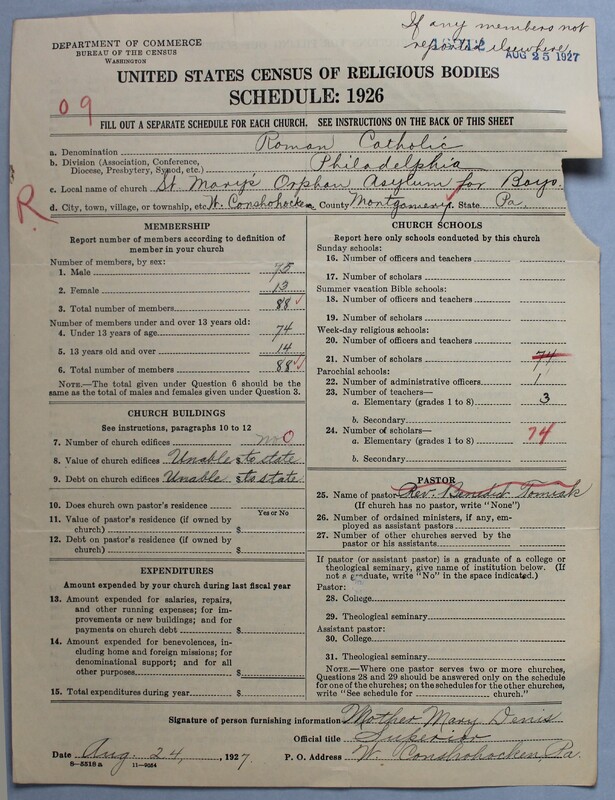 If any members not
reported elsewhere
DEPARTMENT OF COMMERCE
BUREAU OF THE CENSUS
WASHINGTON
AUG 25 1927
UNITED STATES CENSUS OF RELIGIOUS BODIES
SCHEDULE: 1926
09
FILL OUT A SEPARATE SCHEDULE FOR EACH CHURCH. SEE INSTRUCTIONS ON THE BACK OF THIS SHEET
a. Denomination Roman Catholic
b. Division (Association, Conference, Diocese, Presbytery, Synod, etc.) Philadelphia
c. Local name of church St Mary's Orphan Asylum for Boys.
d. City, town, village, or township, etc. W. Conshohocken County Montgomery State Pa.
R
MEMBERSHIP
Report number of members according to definition of
member in your church
Number of members, by sex:
1. Male 75
2. Female 13
3. Total number of members 88
Number of members under and over 13 years old:
4. Under 13 years of age 74
5. 13 years old and over 14
6. Total number of members 88
NOTE.—The total given under Question 6 should be
the same as the total of males and females given under Question 3.
CHURCH BUILDINGS
See instructions, paragraphs 10 to 12
7. Number of church edifices no 0
8. Value of church edifices Unable $ to state
9. Debt on church edifices Unable $ to state
10. Does church own pastor's residence
Yes or No
11. Value of pastor's residence (if owned by
church) $
12. Debt on pastor's residence (if owned by
church) $
EXPENDITURES
Amount expended by your church during last fiscal year
13. Amount expended for salaries, repairs,
and other running expenses; for im-
provements or new buildings; and for
payments on church debt $
14. Amount expended for benevolences, in-
cluding home and foreign missions; for
denominational support; and for all
other purposes $
15. Total expenditures during year $
CHURCH SCHOOLS
Report here only schools conducted by this church
Sunday schools:
16. Number of officers and teachers
17. Number of scholars
Summer vacation Bible schools:
18. Number of officers and teachers
19. Number of scholars
Week-day religious schools:
20. Number of officers and teachers
21. Number of scholars 74
Parochial schools:
22. Number of administrative officers 1
23. Number of teachers—
a. Elementary (grades 1 to 8) 3
b. Secondary
24. Number of scholars—
a. Elementary (grades 1 to 8) 74
b. Secondary
PASTOR
25. Name of pastor Rev.
(If church has no pastor, write "None")
26. Number of ordained ministers, if any, em-
ployed as assistant pastors
27. Number of other churches served by the
pastor or his assistants
If pastor (or assistant pastor) is a graduate of a college or
theological seminary, give name of institution below. (If
not a graduate, write "No" in the space indicated.)
Pastor:
28. College
29. Theological seminary
Assistant pastor:
30. College
31. Theological seminary
NOTE.—Where one pastor serves two or more churches,
Questions 28 and 29 should be answered only on the schedule
for one of the churches; on the schedules for the other churches,
write "See schedule for church."
Signature of person furnishing information Mother Mary Denis
Official title Superior
Date Aug. 24, 1927. P. O. Address W. Conshohocken, Pa.
8-5518 a 11-9054